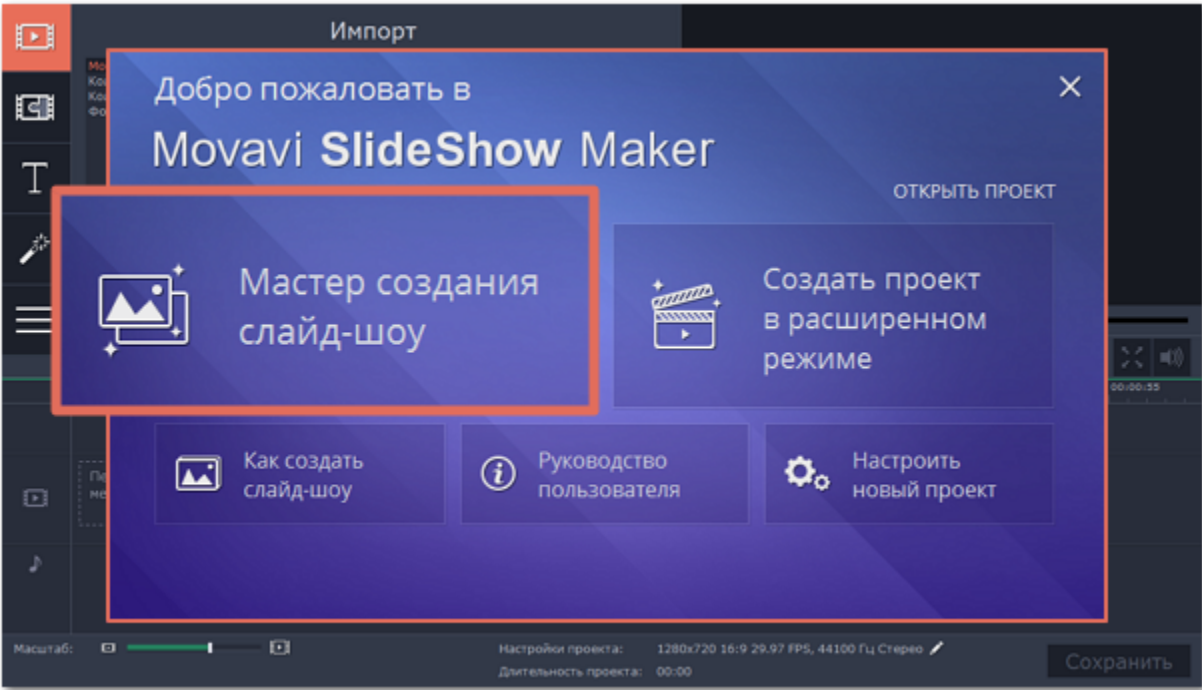 Импорт
Добро пожаловать в
Movavi SlideShow Maker
ОТКРЫТЬ ПРОЕКТ
Мастер создания
слайд-шоу
Создать проект
в расширенном
режиме
00:00:55
Как создать
слайд-шоу
Руководство
пользователя
Настроить
новый проект
Масштаб:
Настройки проекта: 1280x720 16:9 29.97 FPS, 44100 Гц Стерео
Длительность проекта: 00:00
Сохранить